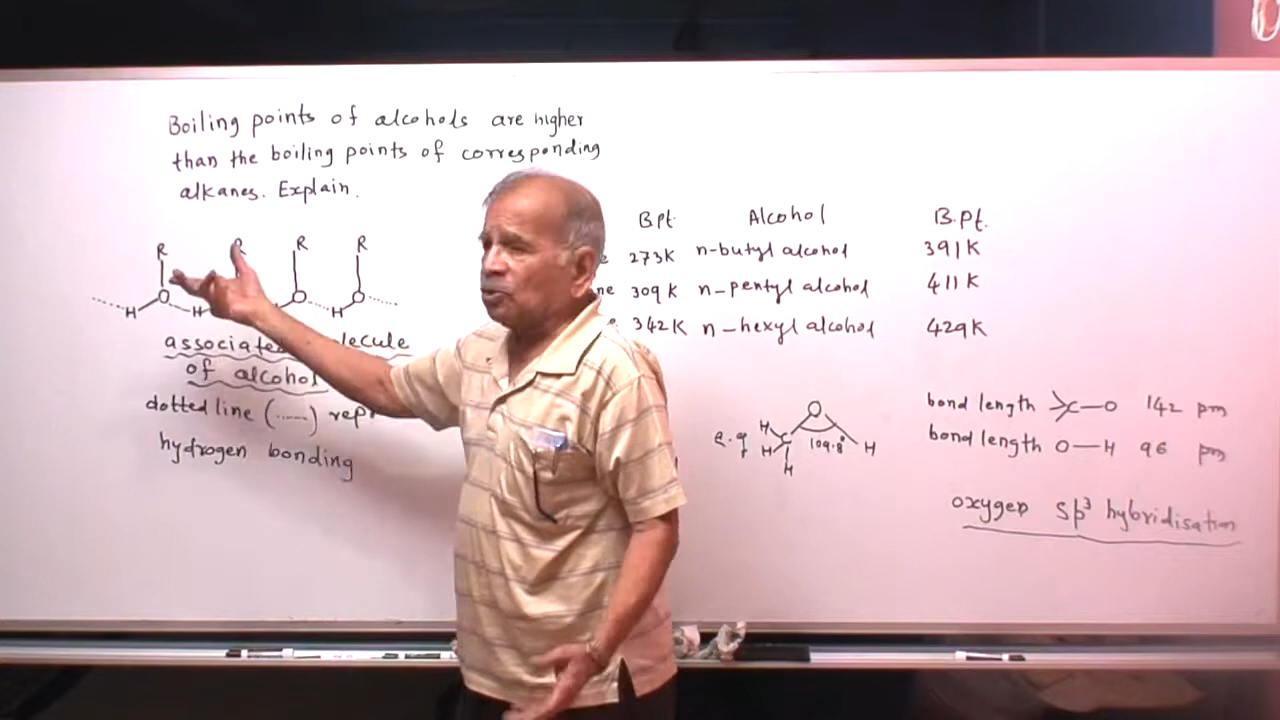 Boiling points of alcohols are higher
than the boiling points of corresponding
alkanes. Explain.
R R R R
H O H O O H O
of alcohol
dotted line (......)
hydrogen bonding
B.pt. Alcohol B.Pt.
273K n-butyl alcohol 391K
309K n-pentyl alcohol 411K
342K n-hexyl alcohol 429K
e.g H H H O 109.8° H
bond length C-O 142 pm
bond length O-H 96 pm
oxygen sp³ hybridisation